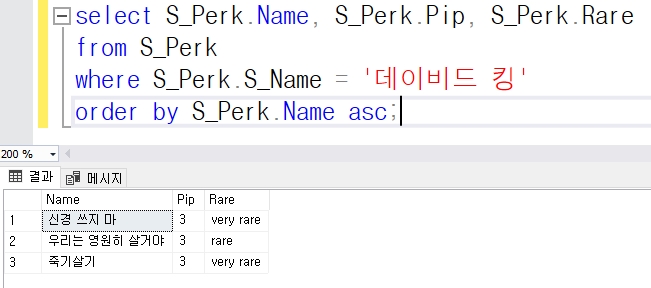 select S_Perk.Name, S_Perk.Pip, S_Perk.Rare
from S_Perk
where S_Perk.S_Name = '데이비드 킹'
order by S_Perk.Name asc;
200 %
결과 메시지
Name Pip Rare
1 신경 쓰지 마 3 very rare
2 우리는 영원히 살거야 3 rare
3 죽기살기 3 very rare